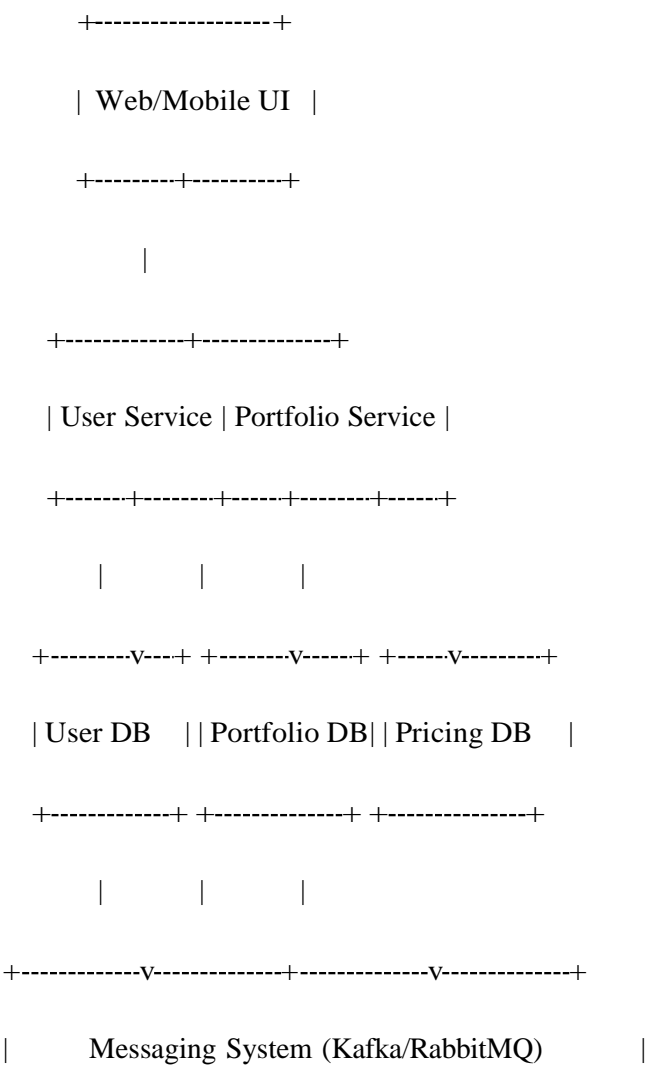 +-------------------+
| Web/Mobile UI |
+---------+----------+
|
+-------------+--------------+
| User Service | Portfolio Service |
+-------+--------+------+--------+------+
| | |
+---------v----+ +--------v------+ +------v---------+
| User DB | | Portfolio DB| | Pricing DB |
+-------------+ +--------------+ +---------------+
| | |
+-------------v--------------+--------------v--------------+
| Messaging System (Kafka/RabbitMQ) |